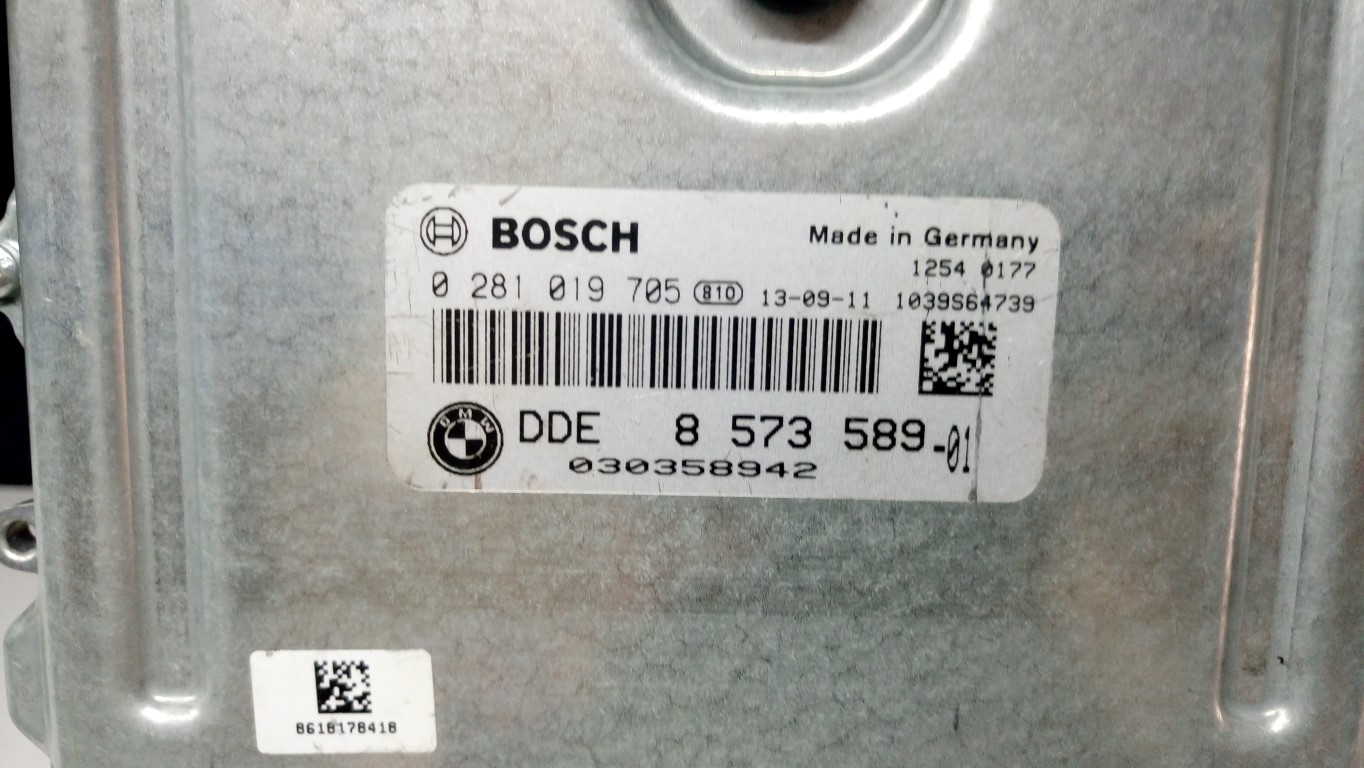 BOSCH
Made in Germany
1254 0177
0 281 019 705 810 13-09-11 1039S64739
BMW
DDE 8 573 589-01
030358942
8618178418